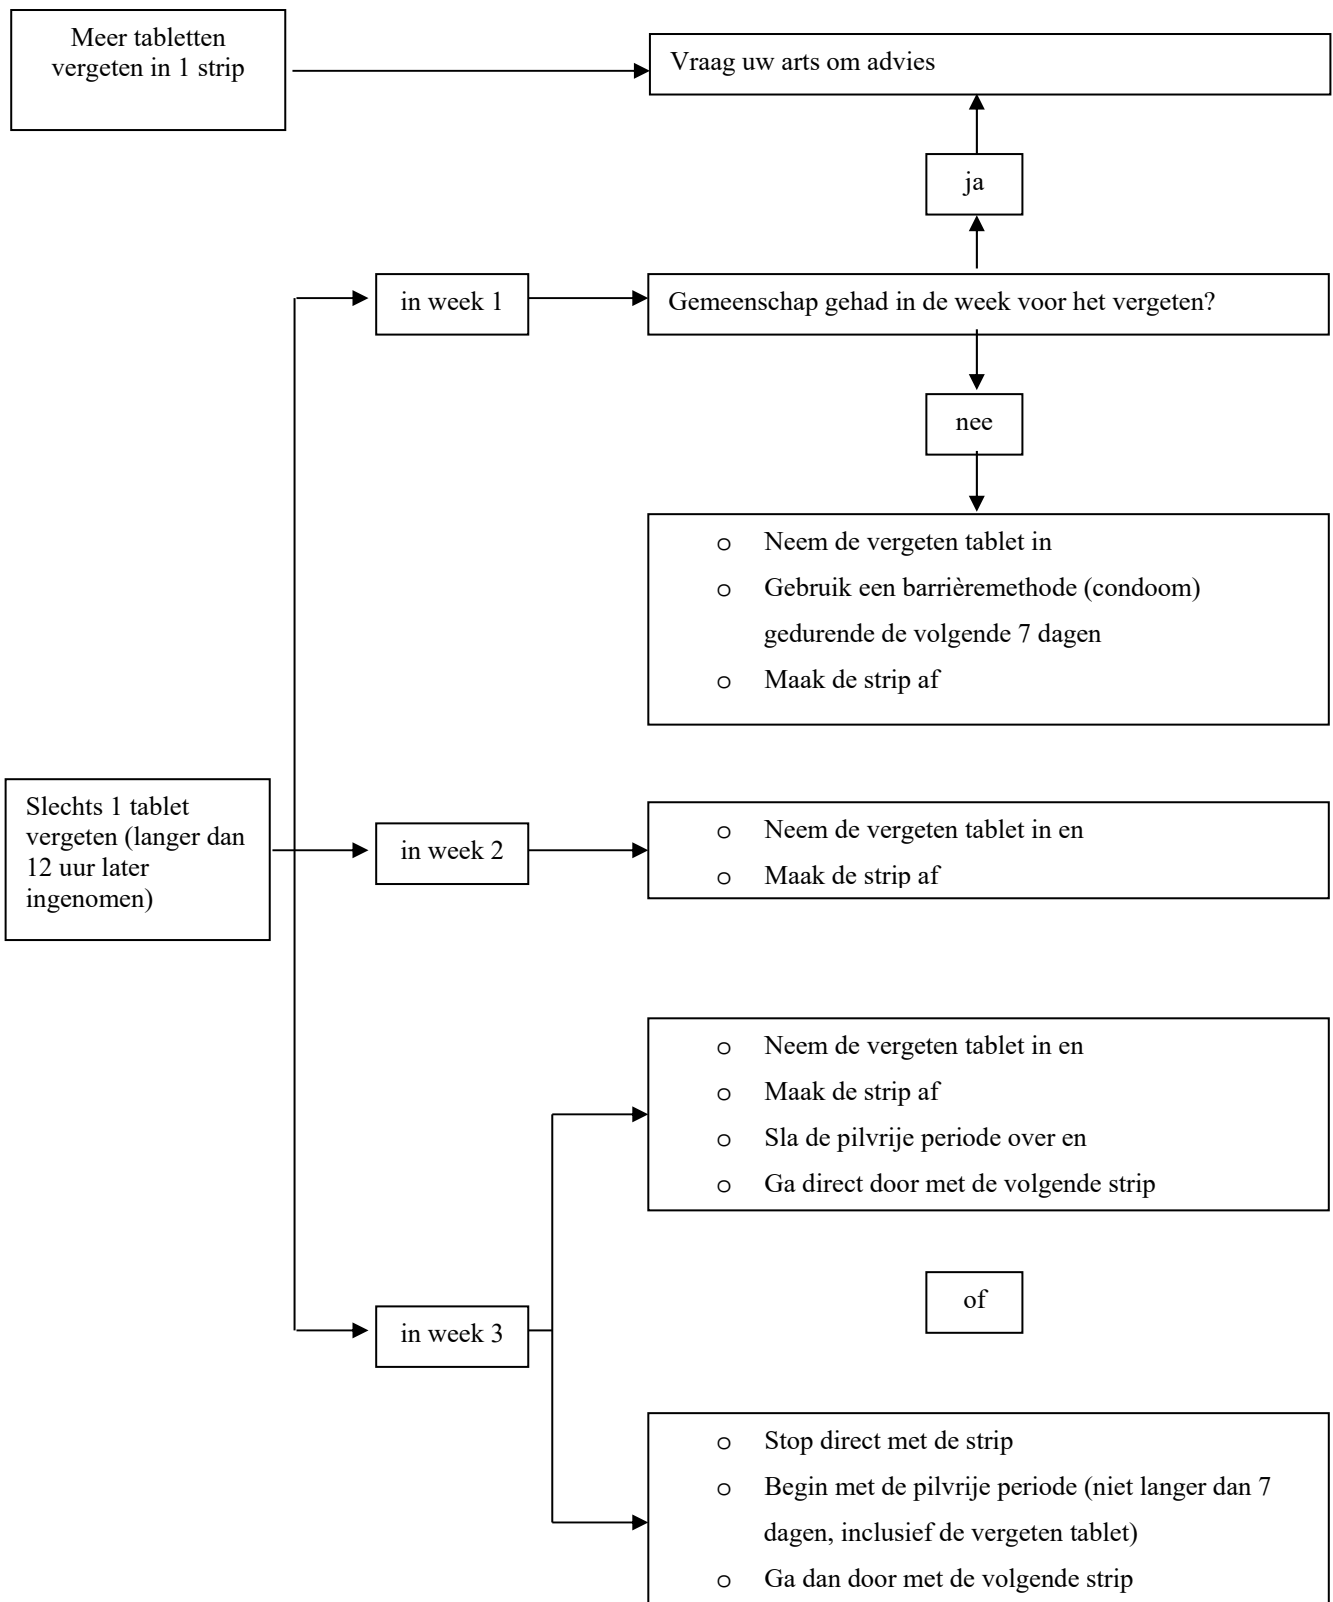 Meer tabletten
vergeten in 1 strip
Vraag uw arts om advies
ja
in week 1
Gemeenschap gehad in de week voor het vergeten?
nee
o Neem de vergeten tablet in
o Gebruik een barrièremethode (condoom)
gedurende de volgende 7 dagen
o Maak de strip af
Slechts 1 tablet
vergeten (langer dan
12 uur later
ingenomen)
in week 2
o Neem de vergeten tablet in en
o Maak de strip af
o Neem de vergeten tablet in en
o Maak de strip af
o Sla de pilvrije periode over en
o Ga direct door met de volgende strip
of
in week 3
o Stop direct met de strip
o Begin met de pilvrije periode (niet langer dan 7
dagen, inclusief de vergeten tablet)
o Ga dan door met de volgende strip